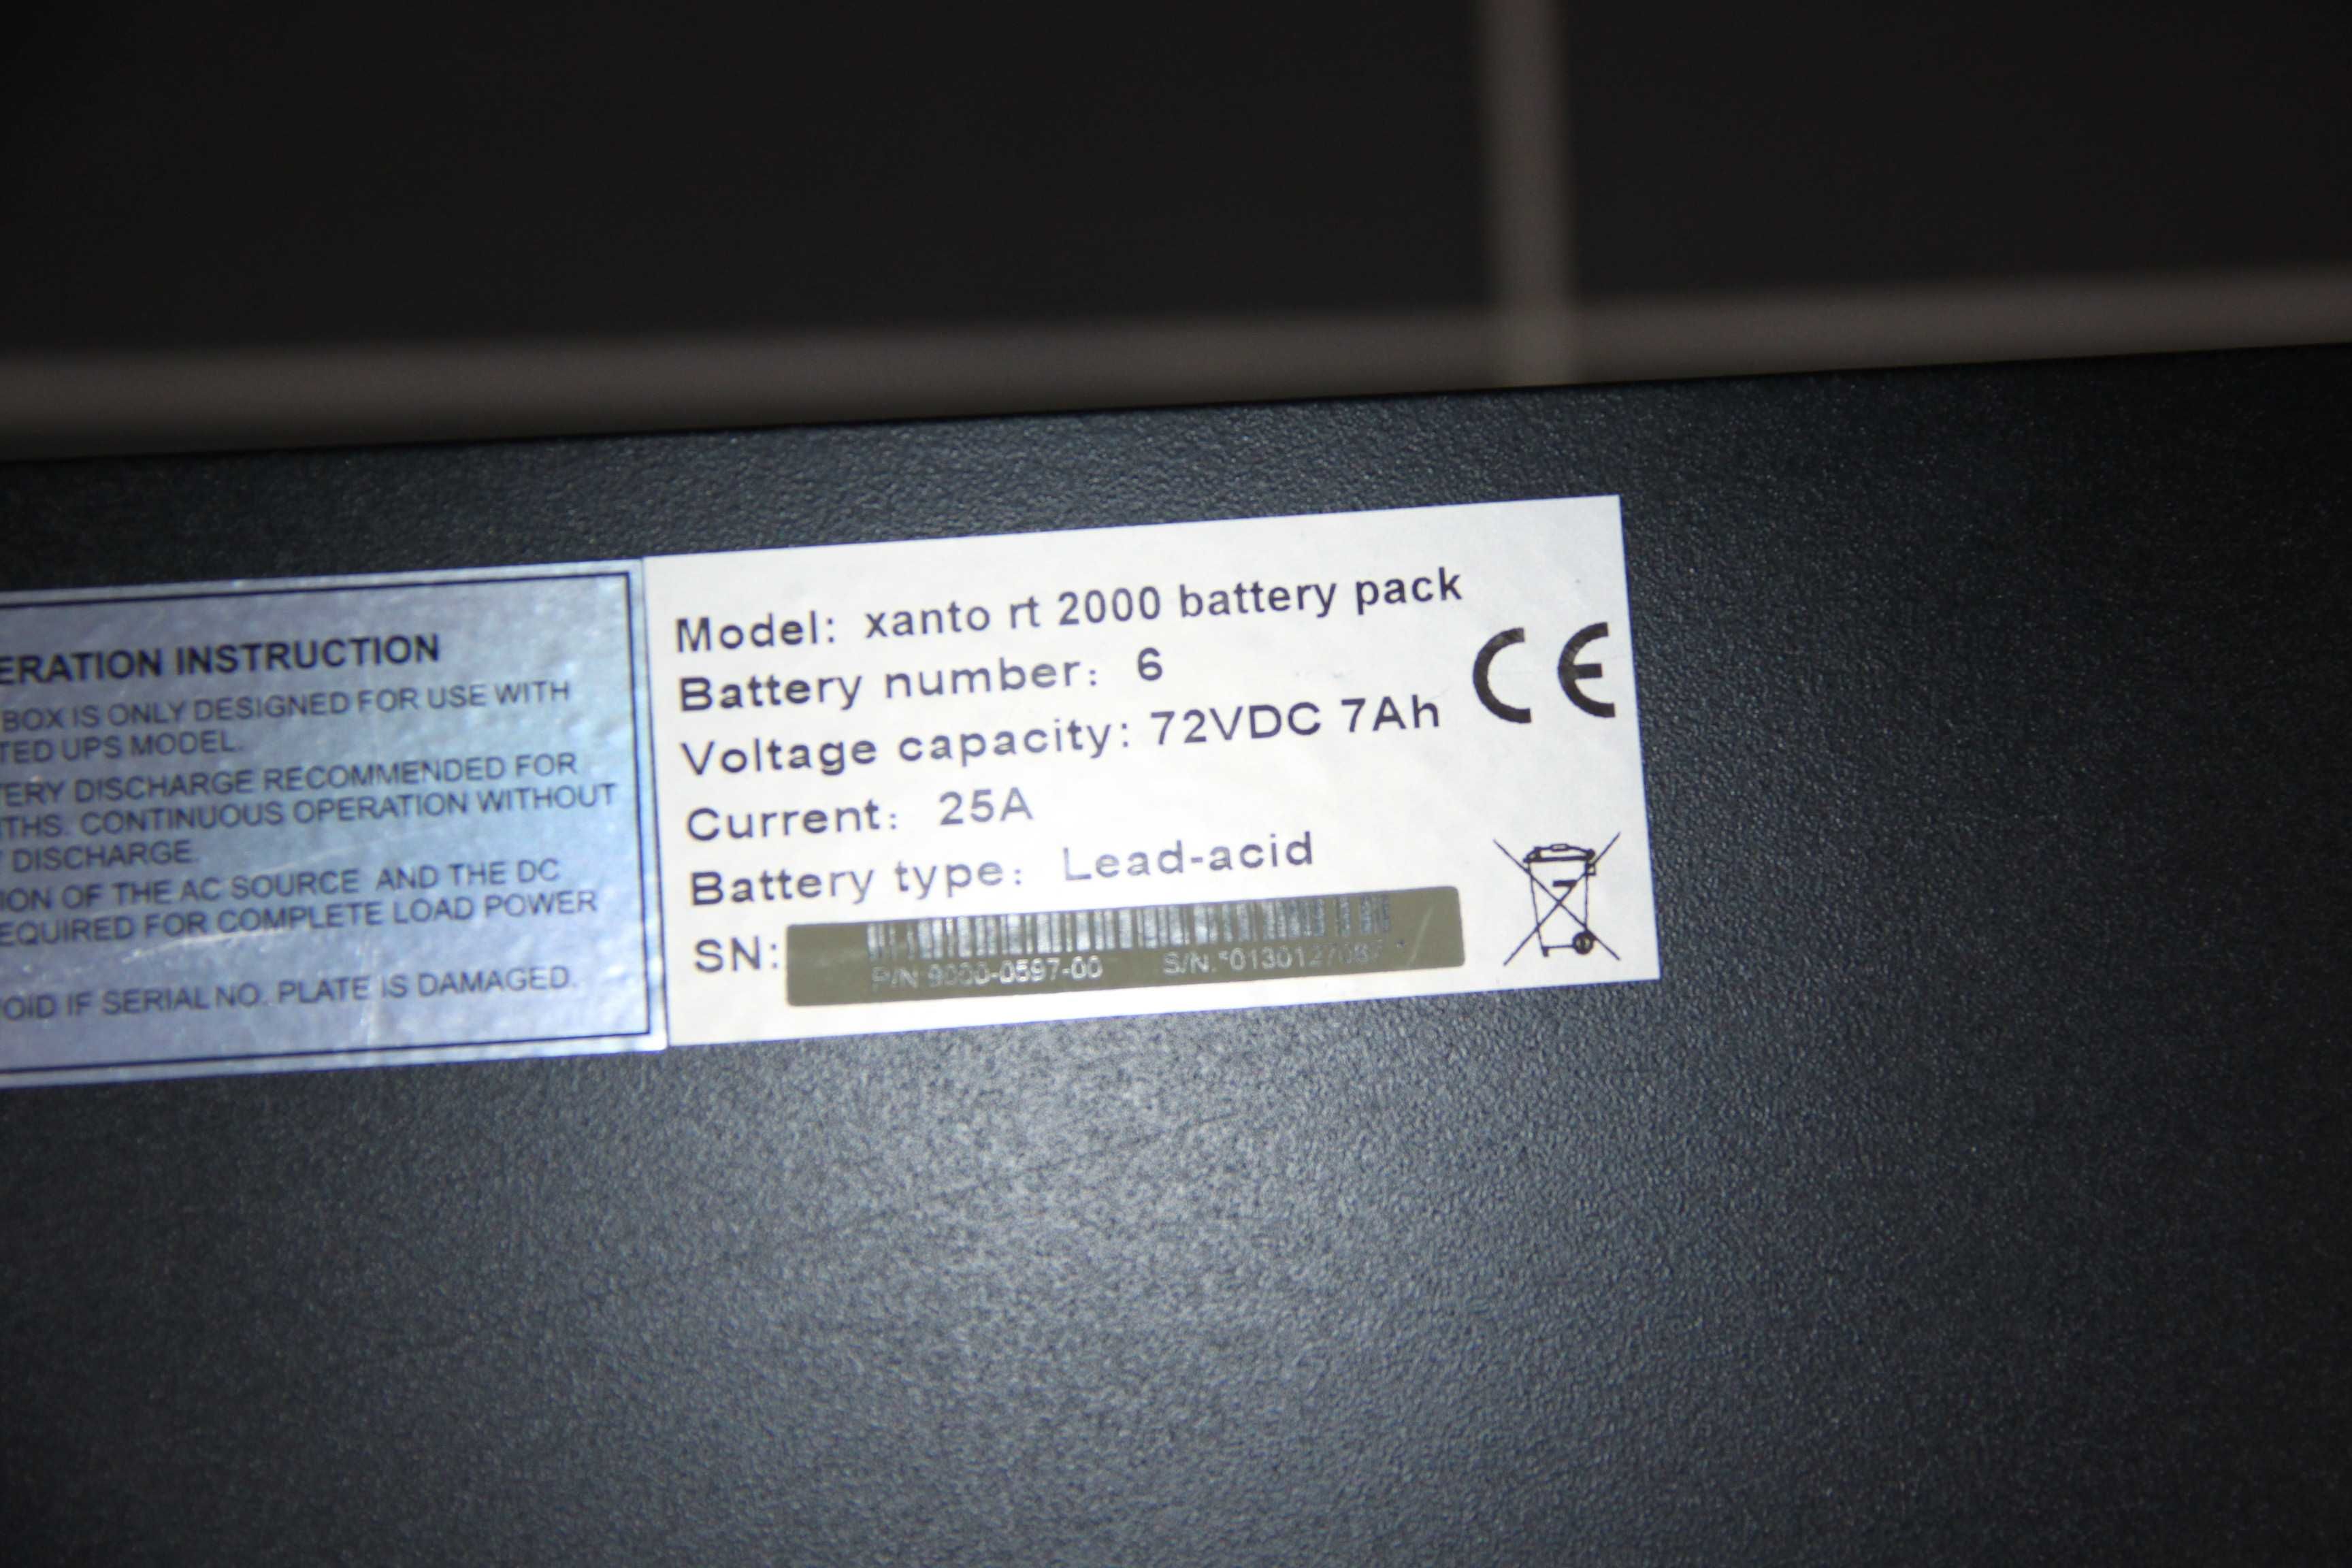 ERATION INSTRUCTION
BOX IS ONLY DESIGNED FOR USE WITH
TED UPS MODEL.
TERY DISCHARGE RECOMMENDED FOR
THS. CONTINUOUS OPERATION WITHOUT
DISCHARGE.
ION OF THE AC SOURCE AND THE DC
EQUIRED FOR COMPLETE LOAD POWER
OID IF SERIAL NO. PLATE IS DAMAGED.
Model: xanto rt 2000 battery pack
Battery number: 6
Voltage capacity: 72VDC 7Ah
Current: 25A
Battery type: Lead-acid
SN:
P/N 9000-0597-00 S/N.
CE